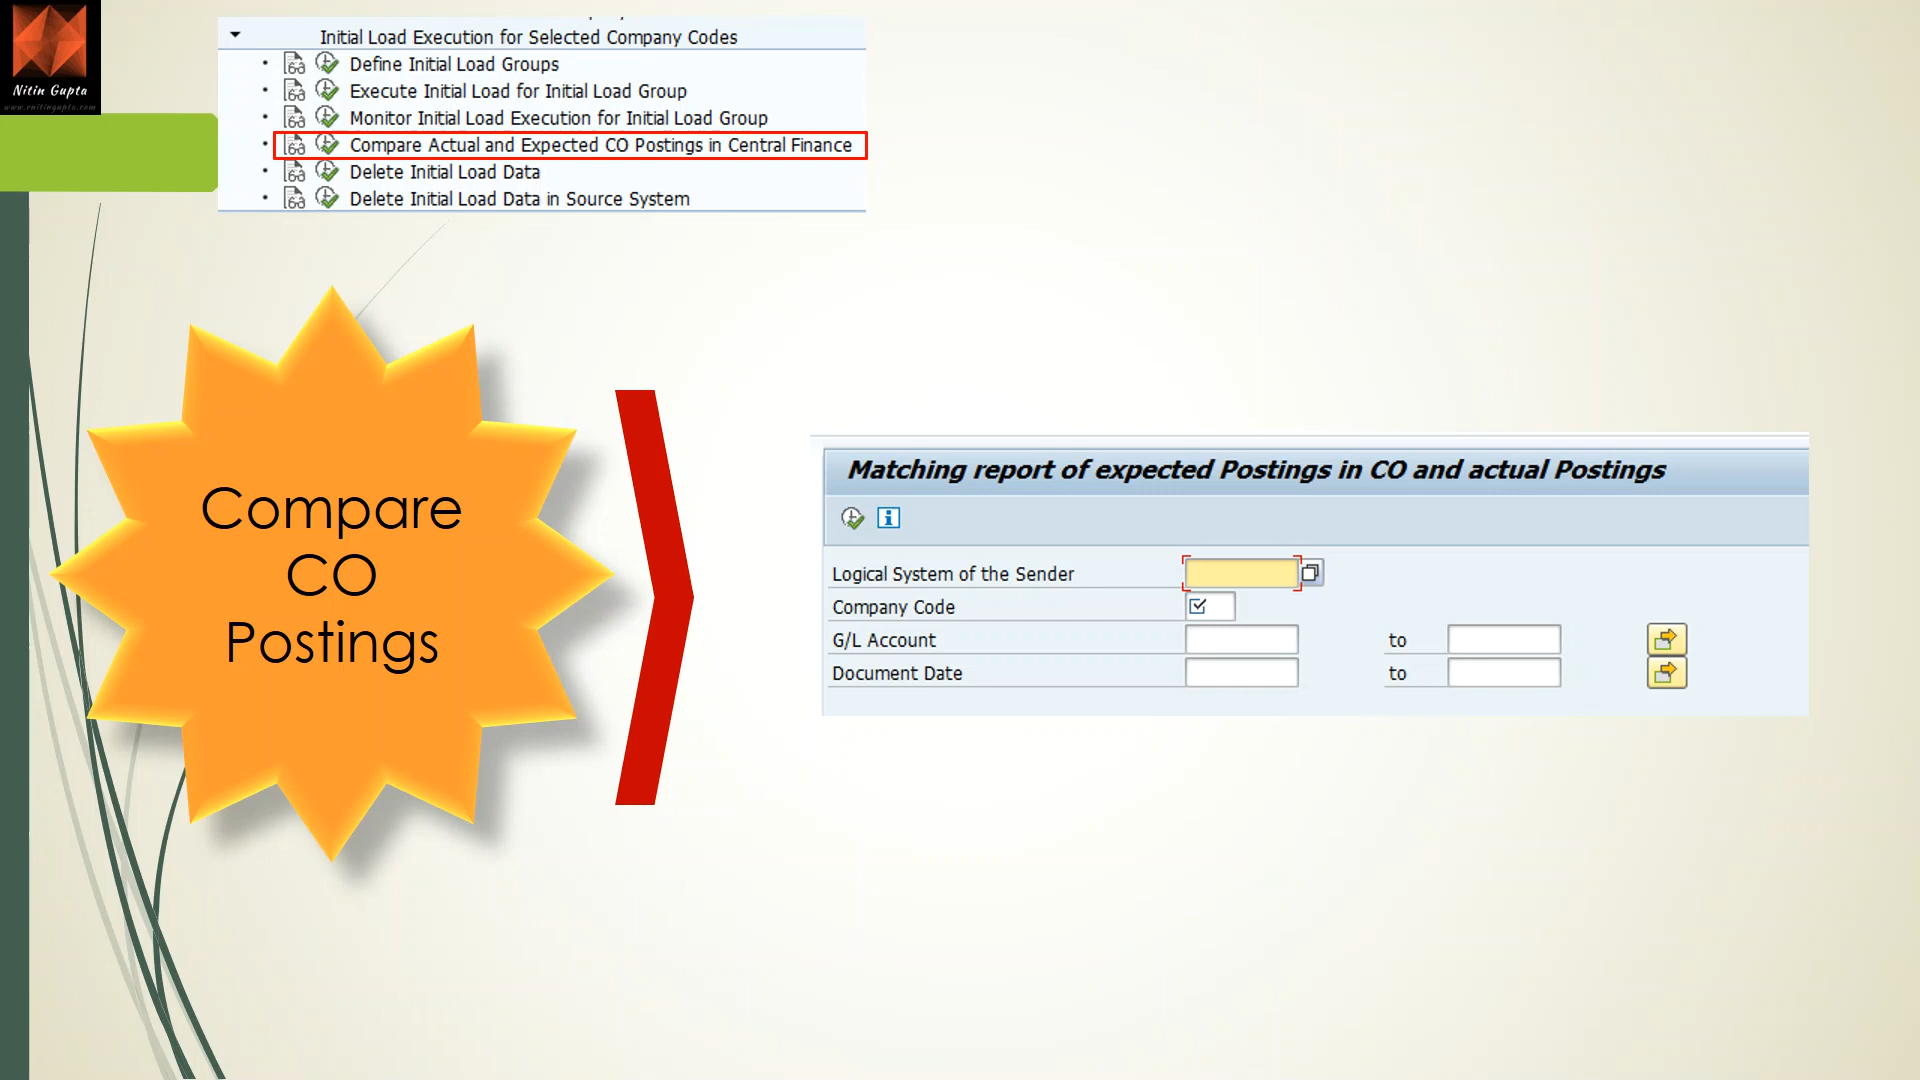 Nitin Gupta
Initial Load Execution for Selected Company Codes
Define Initial Load Groups
Execute Initial Load for Initial Load Group
Monitor Initial Load Execution for Initial Load Group
Compare Actual and Expected CO Postings in Central Finance
Delete Initial Load Data
Delete Initial Load Data in Source System
Compare
CO
Postings
Matching report of expected Postings in CO and actual Postings
Logical System of the Sender
Company Code
G/L Account to
Document Date to